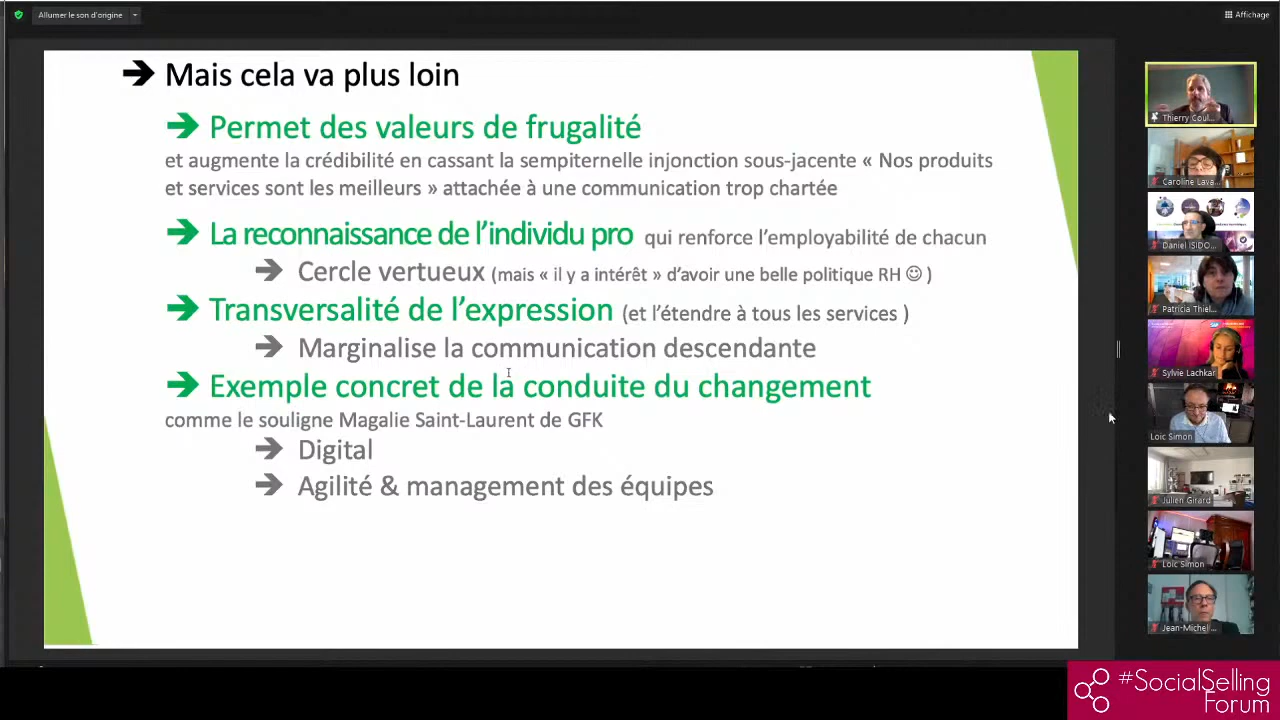 Allumer le son d'origine
Affichage
➔ Mais cela va plus loin
➔ Permet des valeurs de frugalité
et augmente la crédibilité en cassant la sempiternelle injonction sous-jacente « Nos produits
et services sont les meilleurs » attachée à une communication trop chartée
➔ La reconnaissance de l'individu pro qui renforce l'employabilité de chacun
➔ Cercle vertueux (mais « il y a intérêt » d'avoir une belle politique RH ☺ )
➔ Transversalité de l'expression (et l'étendre à tous les services )
➔ Marginalise la communication descendante
➔ Exemple concret de la conduite du changement
comme le souligne Magalie Saint-Laurent de GFK
➔ Digital
➔ Agilité & management des équipes
Thierry Coul...
Caroline Lava...
Daniel ISIDO...
Patricia Thiel...
Sylvie Lachkar
Loic Simon
Julien Girard
Loic Simon
Jean-Michel ...
#SocialSelling
Forum